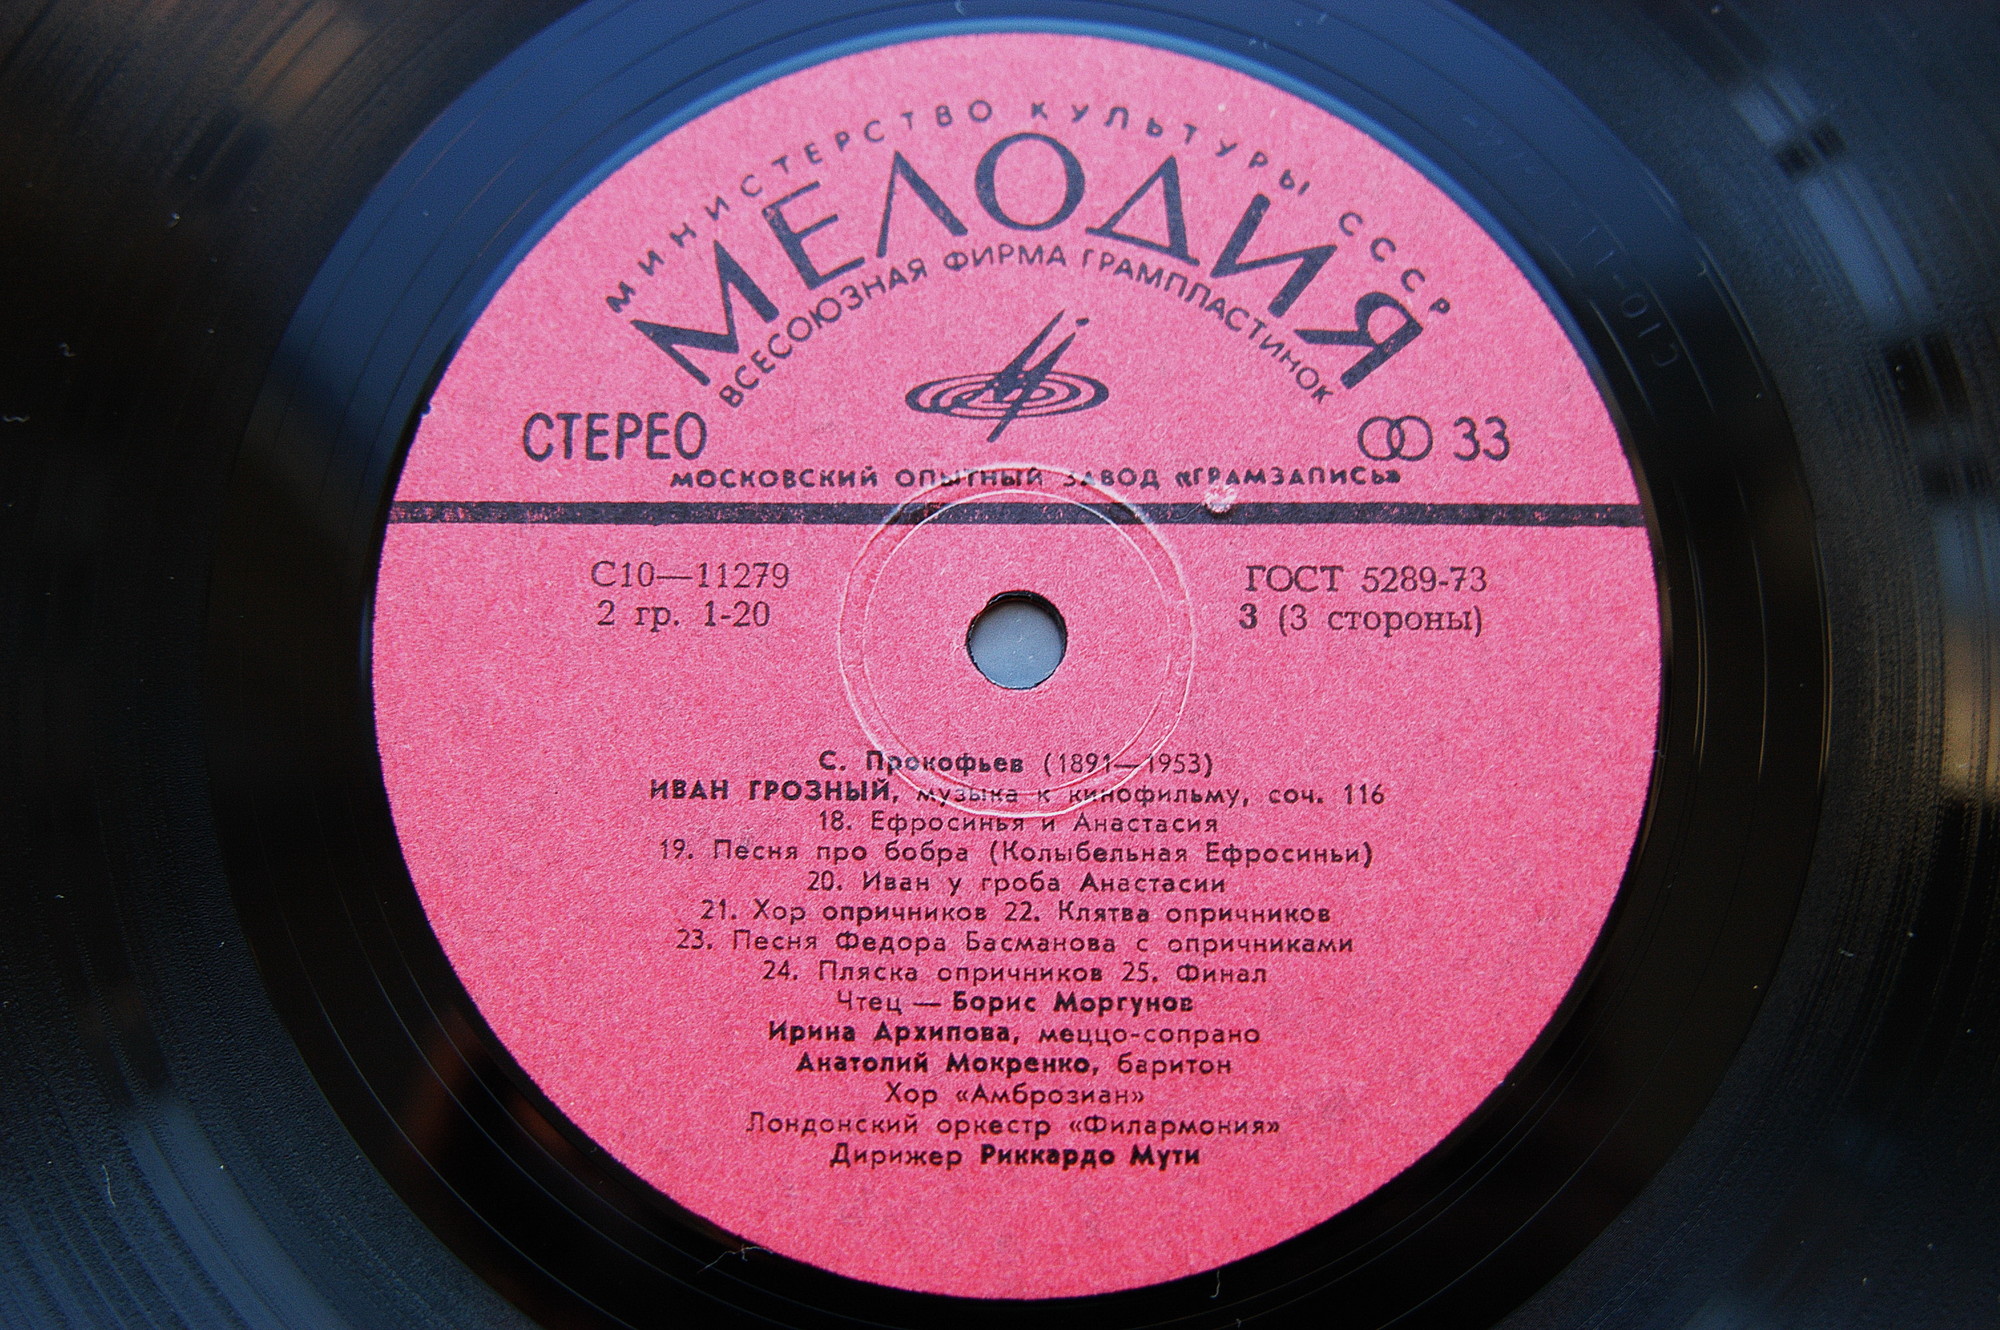 МИНИСТЕРСТВО КУЛЬТУРЫ СССР
МЕЛОДИЯ
ВСЕСОЮЗНАЯ ФИРМА ГРАМПЛАСТИНОК
СТЕРЕО
33
МОСКОВСКИЙ ОПЫТНЫЙ ЗАВОД «ГРАМЗАПИСЬ»
С10—11279
ГОСТ 5289-73
2 гр. 1-20
3 (3 стороны)
С. Прокофьев (1891—1953)
ИВАН ГРОЗНЫЙ, музыка к кинофильму, соч. 116
18. Ефросинья и Анастасия
19. Песня про бобра (Колыбельная Ефросиньи)
20. Иван у гроба Анастасии
21. Хор опричников 22. Клятва опричников
23. Песня Федора Басманова с опричниками
24. Пляска опричников 25. Финал
Чтец — Борис Моргунов
Ирина Архипова, меццо-сопрано
Анатолий Мокренко, баритон
Хор «Амброзиан»
Лондонский оркестр «Филармония»
Дирижер Риккардо Мути